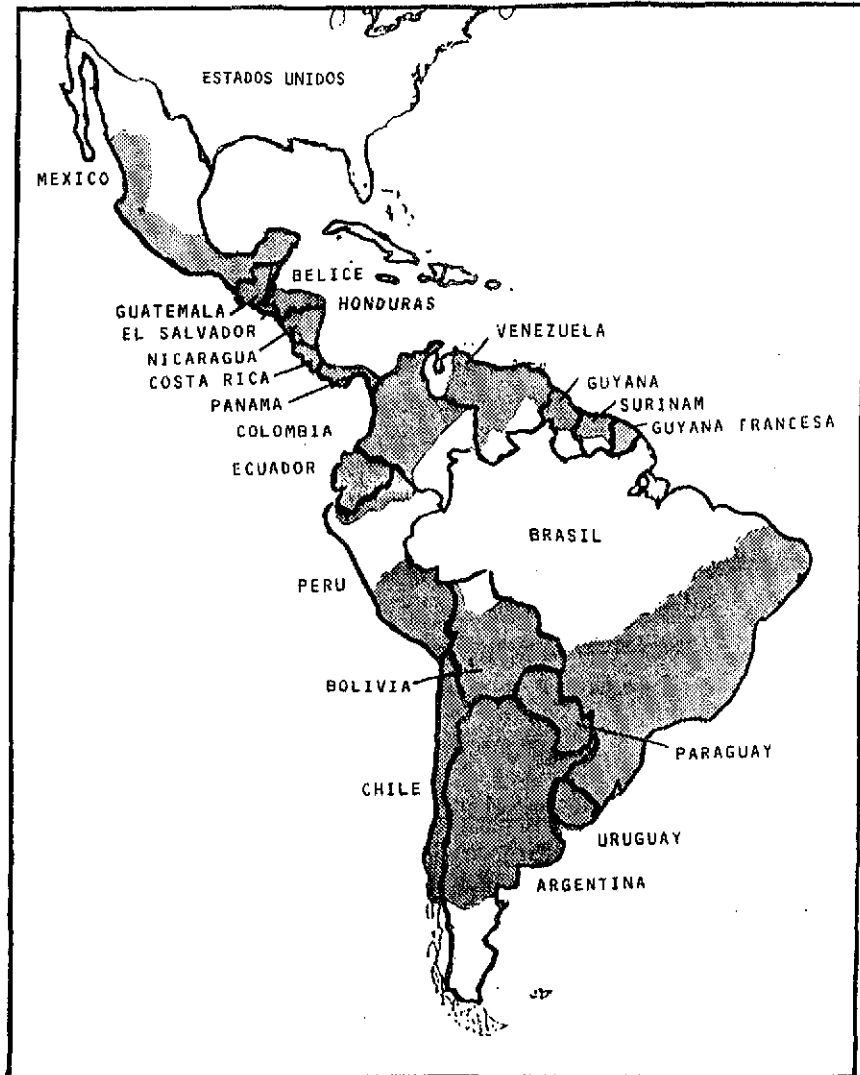 ESTADOS UNIDOS
MEXICO
BELICE
GUATEMALA
HONDURAS
EL SALVADOR
NICARAGUA
COSTA RICA
PANAMA
VENEZUELA
GUYANA
SURINAM
GUYANA FRANCESA
COLOMBIA
ECUADOR
BRASIL
PERU
BOLIVIA
PARAGUAY
CHILE
URUGUAY
ARGENTINA